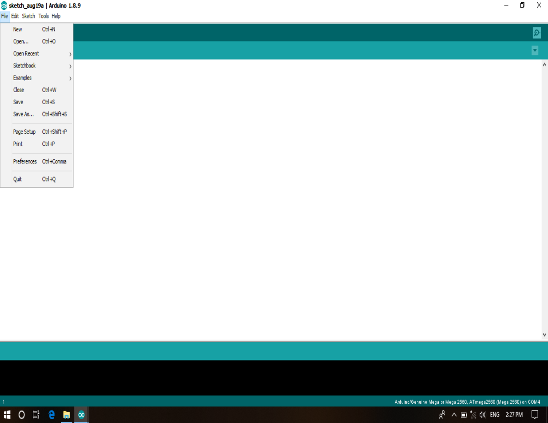 sketch_aug19a | Arduino 1.8.9
File Edit Sketch Tools Help
New Ctrl+N
Open... Ctrl+O
Open Recent
Sketchbook
Examples
Close Ctrl+W
Save Ctrl+S
Save As... Ctrl+Shift+S
Page Setup Ctrl+Shift+P
Print Ctrl+P
Preferences Ctrl+Comma
Quit Ctrl+Q
1
Arduino/Genuino Mega or Mega 2560, ATmega2560 (Mega 2560) on COM4
ENG 2:27 PM